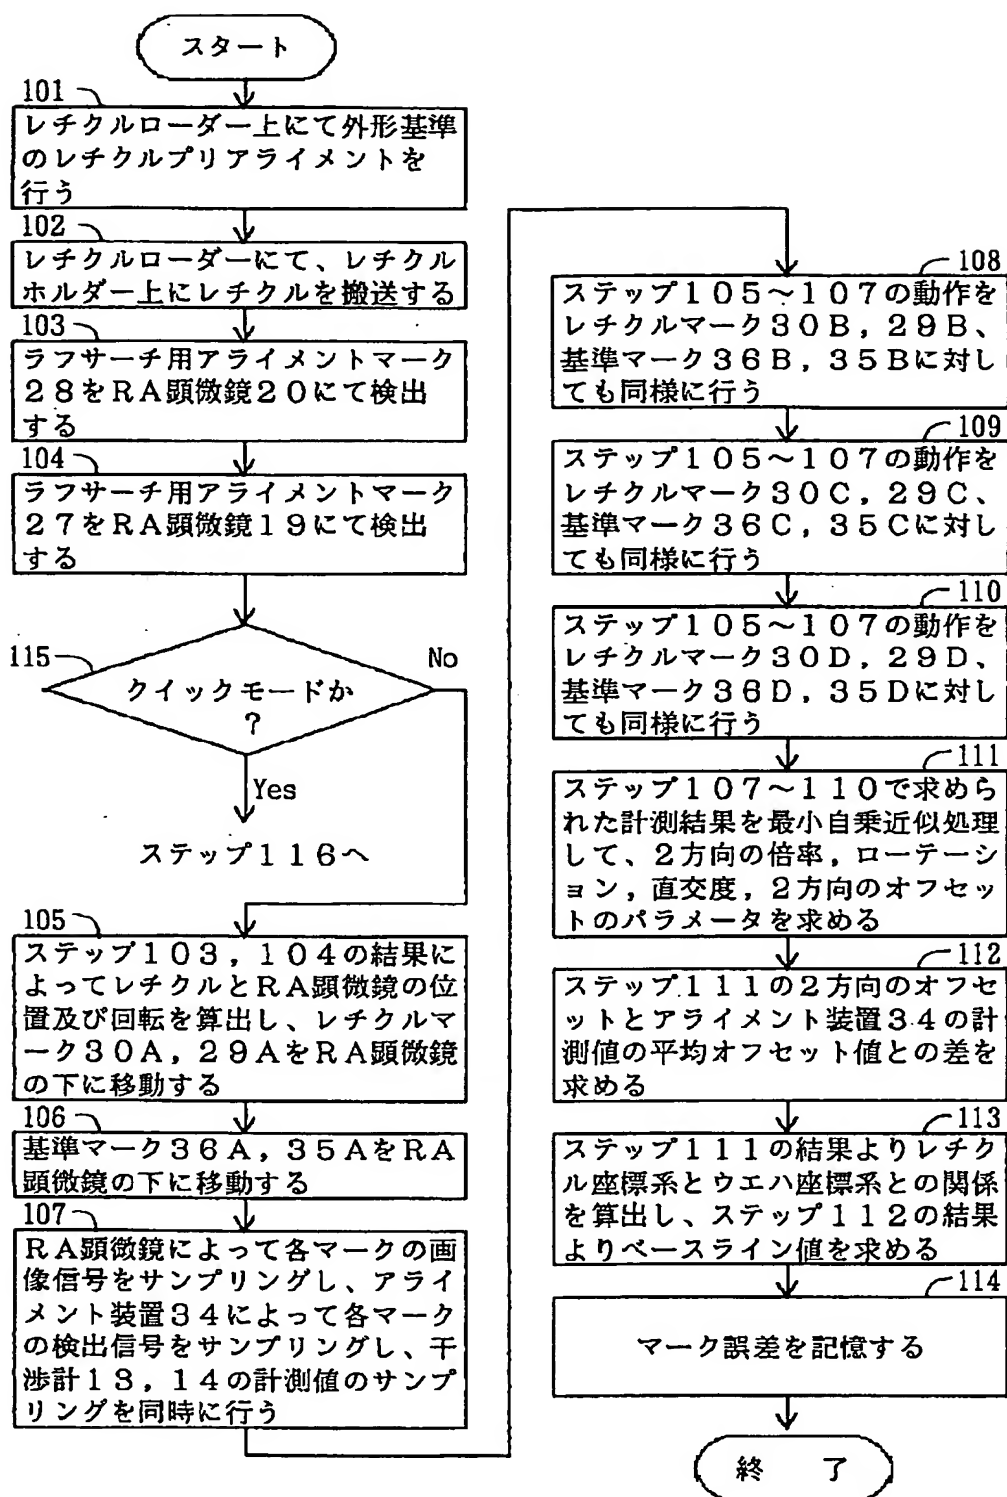 スタート
101
レチクルローダー上にて外形基準
のレチクルプリアライメントを
行う
102
レチクルローダーにて、レチクル
ホルダー上にレチクルを搬送する
103
ラフサーチ用アライメントマーク
28をRA顕微鏡20にて検出
する
104
ラフサーチ用アライメントマーク
27をRA顕微鏡19にて検出
する
115
クイックモードか
?
No
Yes
ステップ116へ
105
ステップ103,104の結果に
よってレチクルとRA顕微鏡の位
置及び回転を算出し、レチクルマ
ーク30A,29AをRA顕微鏡
の下に移動する
106
基準マーク36A,35AをRA
顕微鏡の下に移動する
107
RA顕微鏡によって各マークの画
像信号をサンプリングし、アライ
メント装置34によって各マーク
の検出信号をサンプリングし、干
渉計13,14の計測値のサンプ
リングを同時に行う
108
ステップ105~107の動作を
レチクルマーク30B,29B、
基準マーク36B,35Bに対し
ても同様に行う
109
ステップ105~107の動作を
レチクルマーク30C,29C、
基準マーク36C,35Cに対し
ても同様に行う
110
ステップ105~107の動作を
レチクルマーク30D,29D、
基準マーク36D,35Dに対し
ても同様に行う
111
ステップ107~110で求めら
れた計測結果を最小自乗近似処理
して、2方向の倍率,ローテーシ
ョン,直交度,2方向のオフセッ
トのパラメータを求める
112
ステップ111の2方向のオフセ
ットとアライメント装置34の計
測値の平均オフセット値との差を
求める
113
ステップ111の結果よりレチク
ル座標系とウエハ座標系との関係
を算出し、ステップ112の結果
よりベースライン値を求める
114
マーク誤差を記憶する
終 了